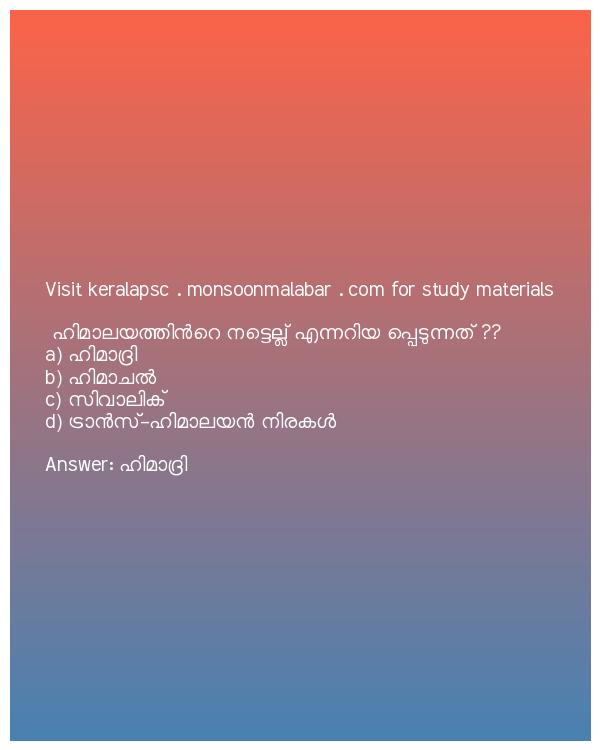 Visit keralapsc . monsoonmalabar . com for study materials
ഹിമാലയത്തിൻറെ നട്ടെല്ല് എന്നറിയ പ്പെടുന്നത് ??
a) ഹിമാദ്രി
b) ഹിമാചൽ
c) സിവാലിക്
d) ട്രാൻസ്-ഹിമാലയൻ നിരകൾ
Answer: ഹിമാദ്രി